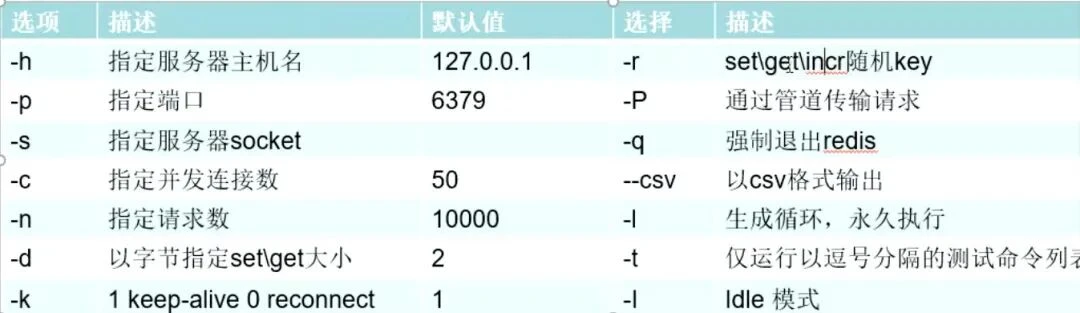 选项 描述 默认值 选择 描述
-h 指定服务器主机名 127.0.0.1 -r set\get\incr随机key
-p 指定端口 6379 -P 通过管道传输请求
-s 指定服务器socket -q 强制退出redis
-c 指定并发连接数 50 --csv 以csv格式输出
-n 指定请求数 10000 -l 生成循环，永久执行
-d 以字节指定set\get大小 2 -t 仅运行以逗号分隔的测试命令列表
-k 1 keep-alive 0 reconnect 1 -I Idle 模式